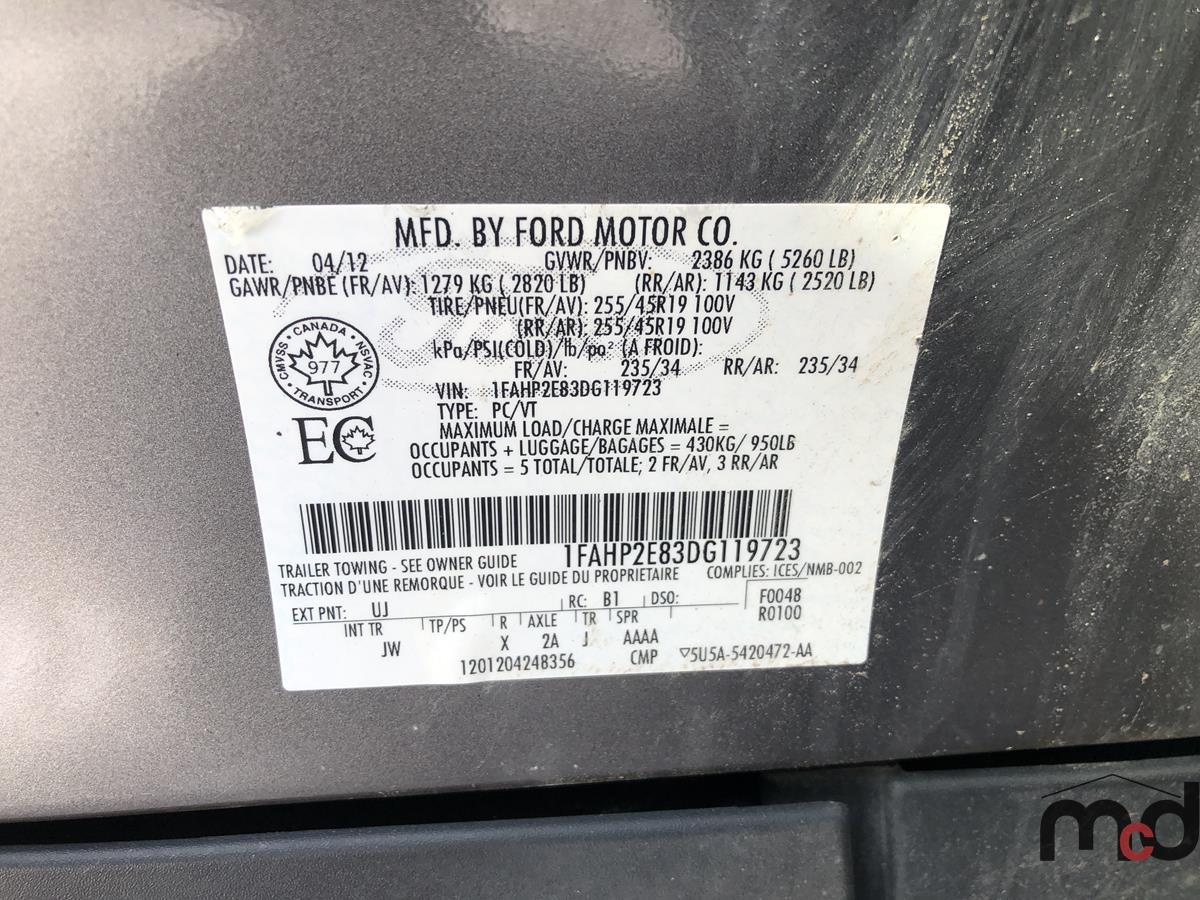 MFD. BY FORD MOTOR CO.
DATE: 04/12 GVWR/PNBV: 2386 KG ( 5260 LB)
GAWR/PNBE (FR/AV): 1279 KG ( 2820 LB) (RR/AR): 1143 KG ( 2520 LB)
TIRE/PNEU(FR/AV): 255/45R19 100V
(RR/AR): 255/45R19 100V
kPa/PSI(COLD)/lb/po² (A FROID):
FR/AV: 235/34 RR/AR: 235/34
VIN: 1FAHP2E83DG119723
TYPE: PC/VT
MAXIMUM LOAD/CHARGE MAXIMALE =
OCCUPANTS + LUGGAGE/BAGAGES = 430KG/ 950LB
OCCUPANTS = 5 TOTAL/TOTALE; 2 FR/AV, 3 RR/AR
CMVSS • CANADA • NSVAC • TRANSPORT •
977
EC
1FAHP2E83DG119723
TRAILER TOWING - SEE OWNER GUIDE
TRACTION D'UNE REMORQUE - VOIR LE GUIDE DU PROPRIETAIRE COMPLIES: ICES/NMB-002
EXT PNT: UJ RC: B1 DSO: F0048
R0100
INT TR TP/PS R AXLE TR SPR
JW X 2A J AAAA
1201204248356 CMP ▽5U5A-5420472-AA
mcd